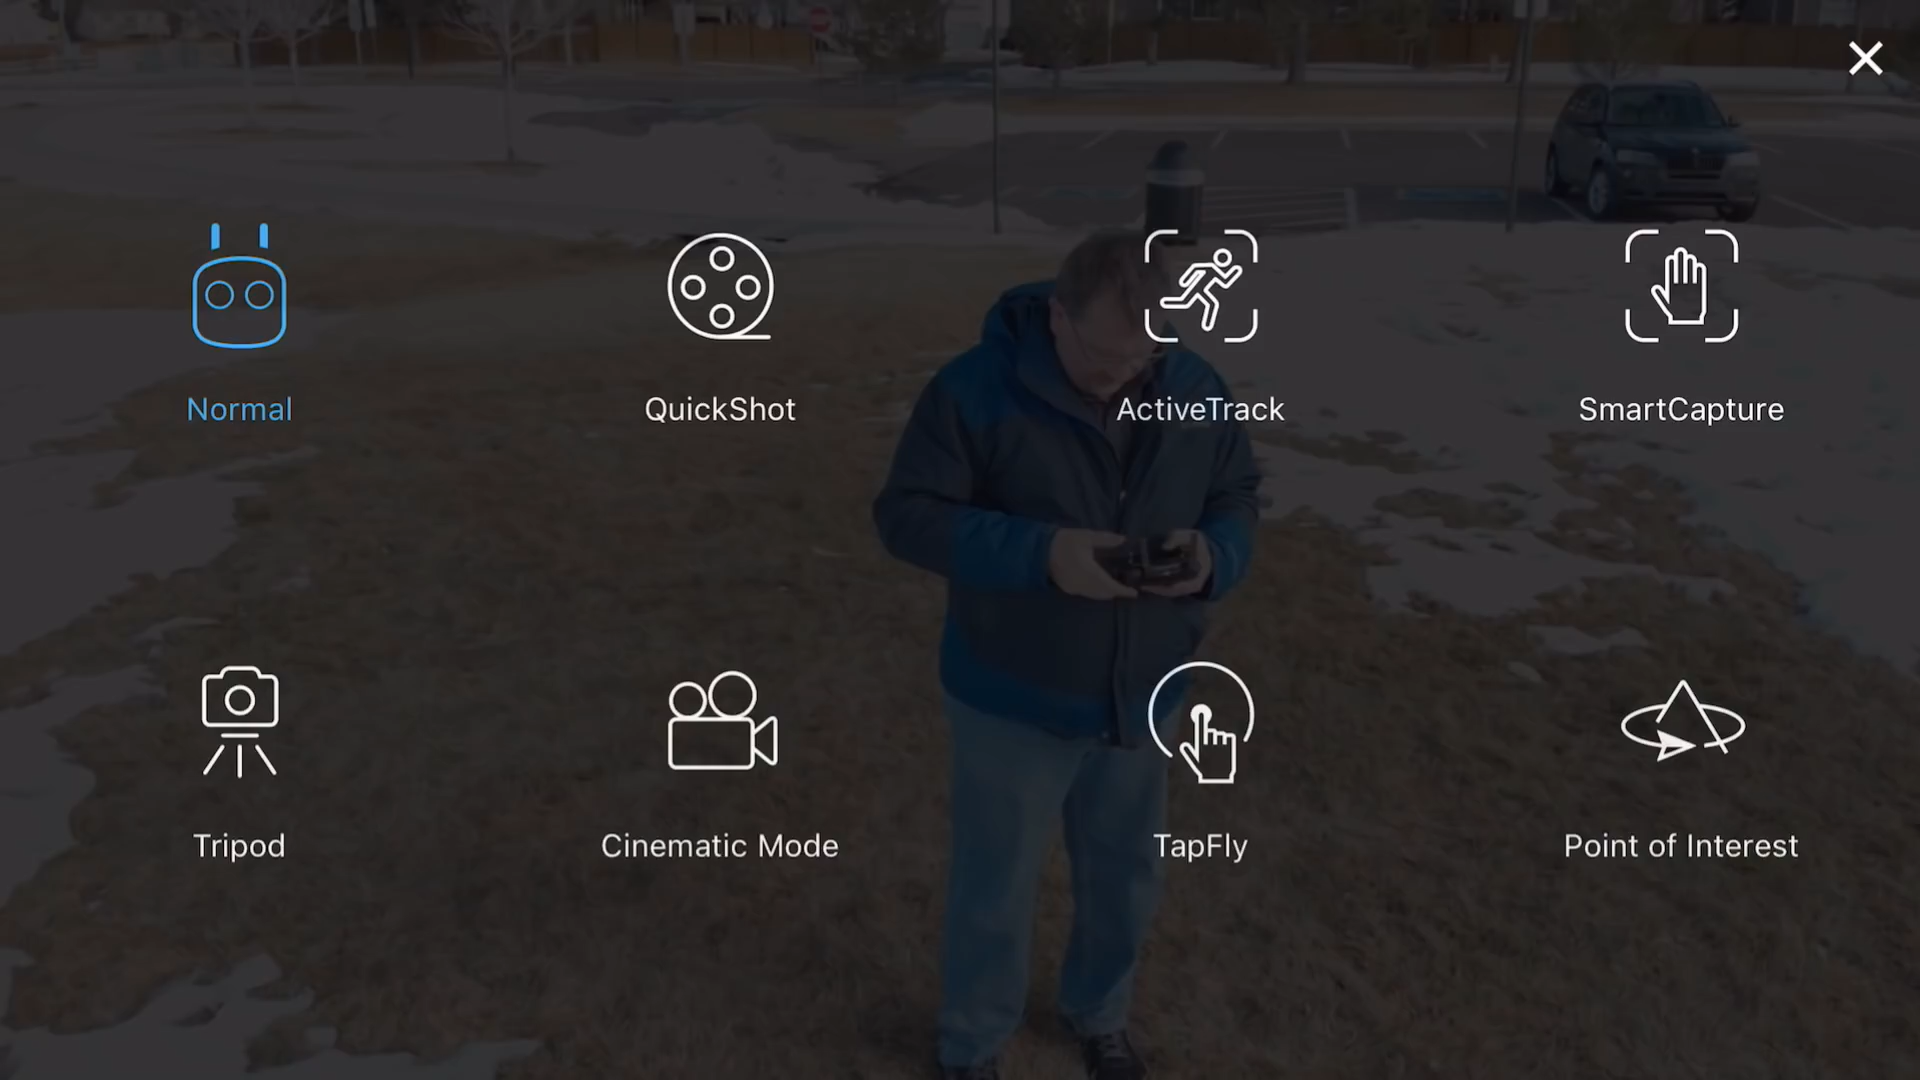 Normal
QuickShot
ActiveTrack
SmartCapture
Tripod
Cinematic Mode
TapFly
Point of Interest